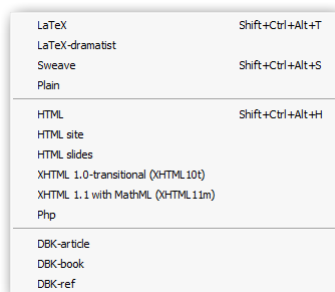 LaTeX Shift+Ctrl+Alt+T
LaTeX-dramatist
Sweave Shift+Ctrl+Alt+S
Plain
HTML Shift+Ctrl+Alt+H
HTML site
HTML slides
XHTML 1.0-transitional (XHTML10t)
XHTML 1.1 with MathML (XHTML11m)
Php
DBK-article
DBK-book
DBK-ref